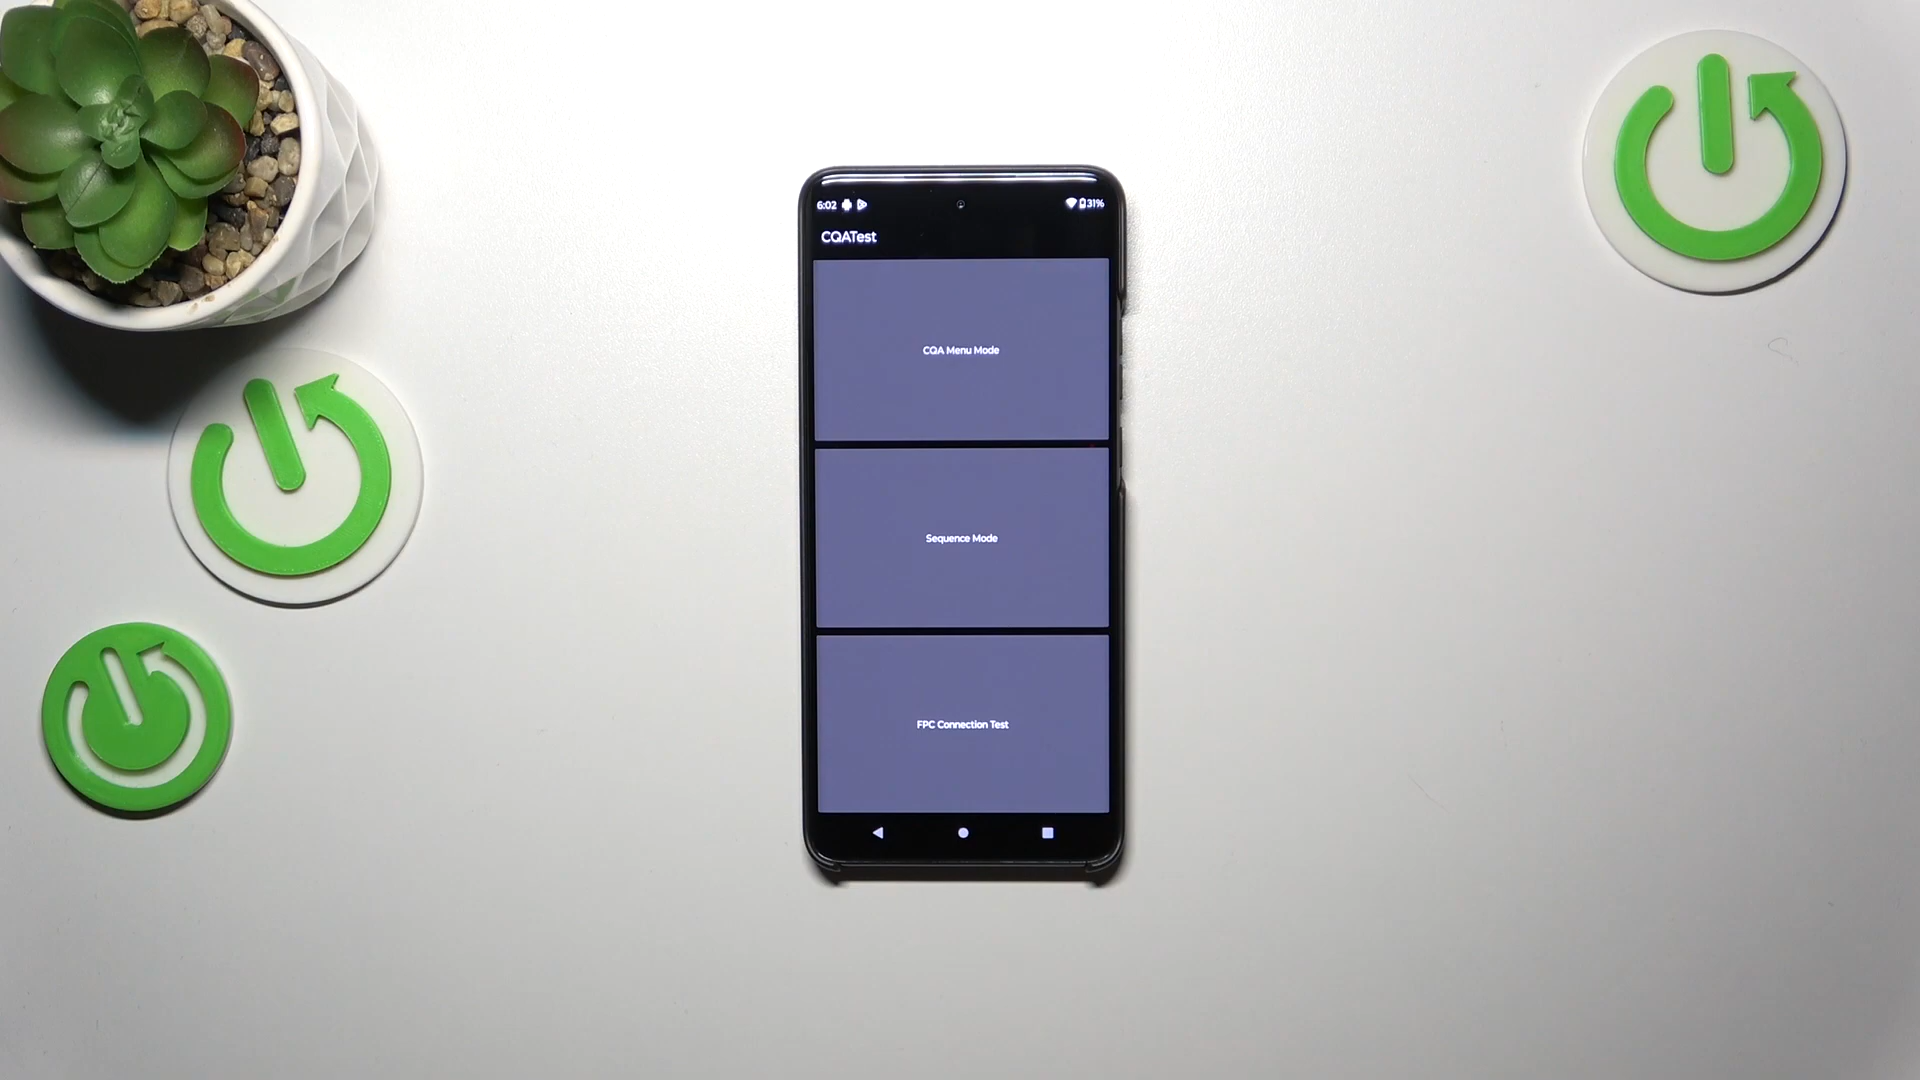 6:02 31%
CQATest
CQA Menu Mode
Sequence Mode
FPC Connection Test